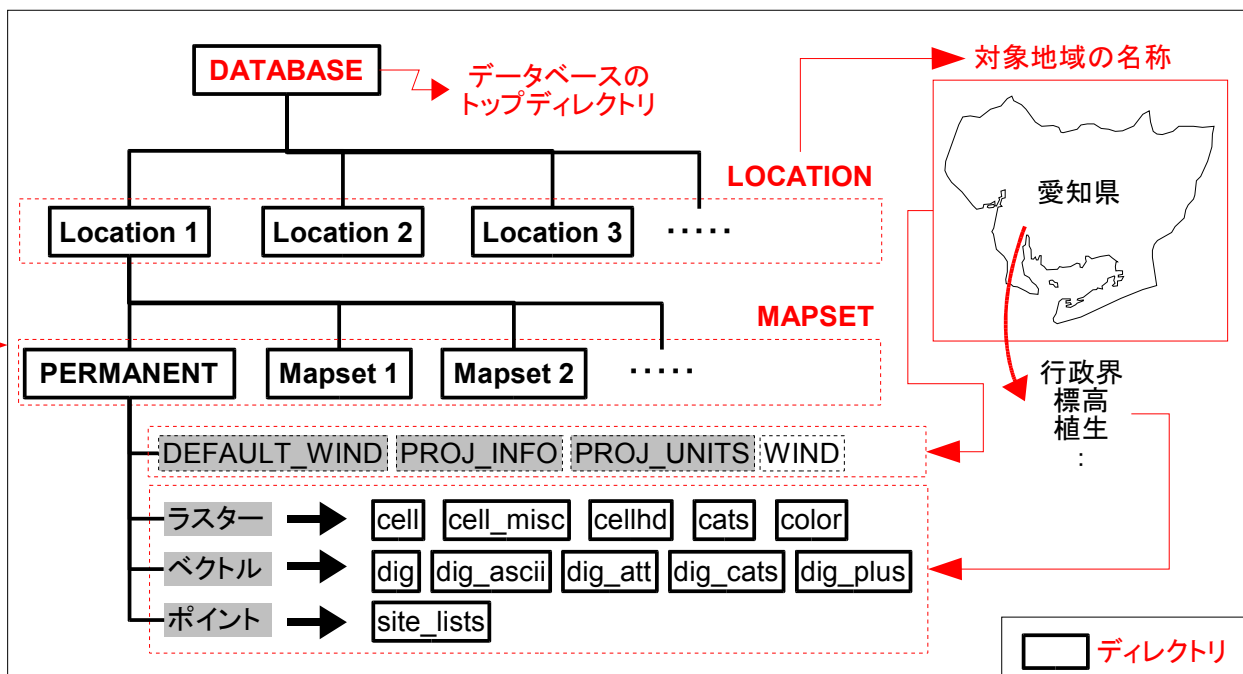 DATABASE
データベースの
トップディレクトリ
対象地域の名称
LOCATION
愛知県
Location 1
Location 2
Location 3
·····
MAPSET
PERMANENT
Mapset 1
Mapset 2
·····
行政界
標高
植生
:
DEFAULT_WIND
PROJ_INFO
PROJ_UNITS
WIND
ラスター
cell
cell_misc
cellhd
cats
color
ベクトル
dig
dig_ascii
dig_att
dig_cats
dig_plus
ポイント
site_lists
ディレクトリ